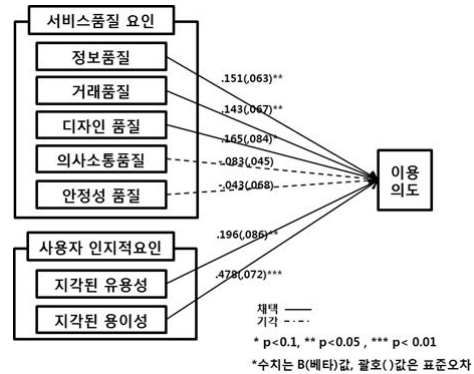 서비스품질 요인
정보품질
거래품질
디자인 품질
의사소통품질
안정성 품질
.151(,063)**
.143(,067)**
.165(,084)*
-.083(,045)
-.043(,068)
이용
의도
사용자 인지적요인
지각된 유용성
지각된 용이성
.196(,086)**
.478(,072)***
채택
기각
* p<0.1, ** p<0.05 , *** p< 0.01
*수치는 B(베타)값, 괄호( )값은 표준오차